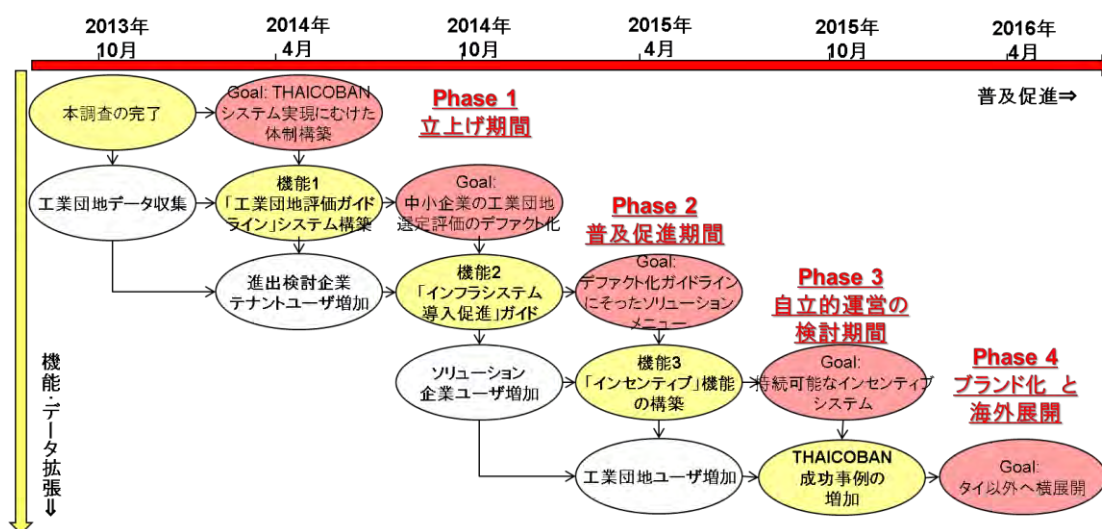 2013年
10月
2014年
4月
2014年
10月
2015年
4月
2015年
10月
2016年
4月
普及促進⇒
本調査の完了
Goal: THAICOBAN
システム実現にむけた
体制構築
Phase 1
立上げ期間
工業団地データ収集
機能1
「工業団地評価ガイド
ライン」システム構築
Goal:
中小企業の工業団地
選定評価のデファクト化
Phase 2
普及促進期間
進出検討企業
テナントユーザ増加
機能2
「インフラシステム
導入促進」ガイド
Goal:
デファクト化ガイドライン
にそったソリューション
メニュー
Phase 3
自立的運営の
検討期間
ソリューション
企業ユーザ増加
機能3
「インセンティブ」機能
の構築
Goal:
持続可能なインセンティブ
システム
Phase 4
ブランド化 と
海外展開
工業団地ユーザ増加
THAICOBAN
成功事例の
増加
Goal:
タイ以外へ横展開
機能・データ拡張⇒